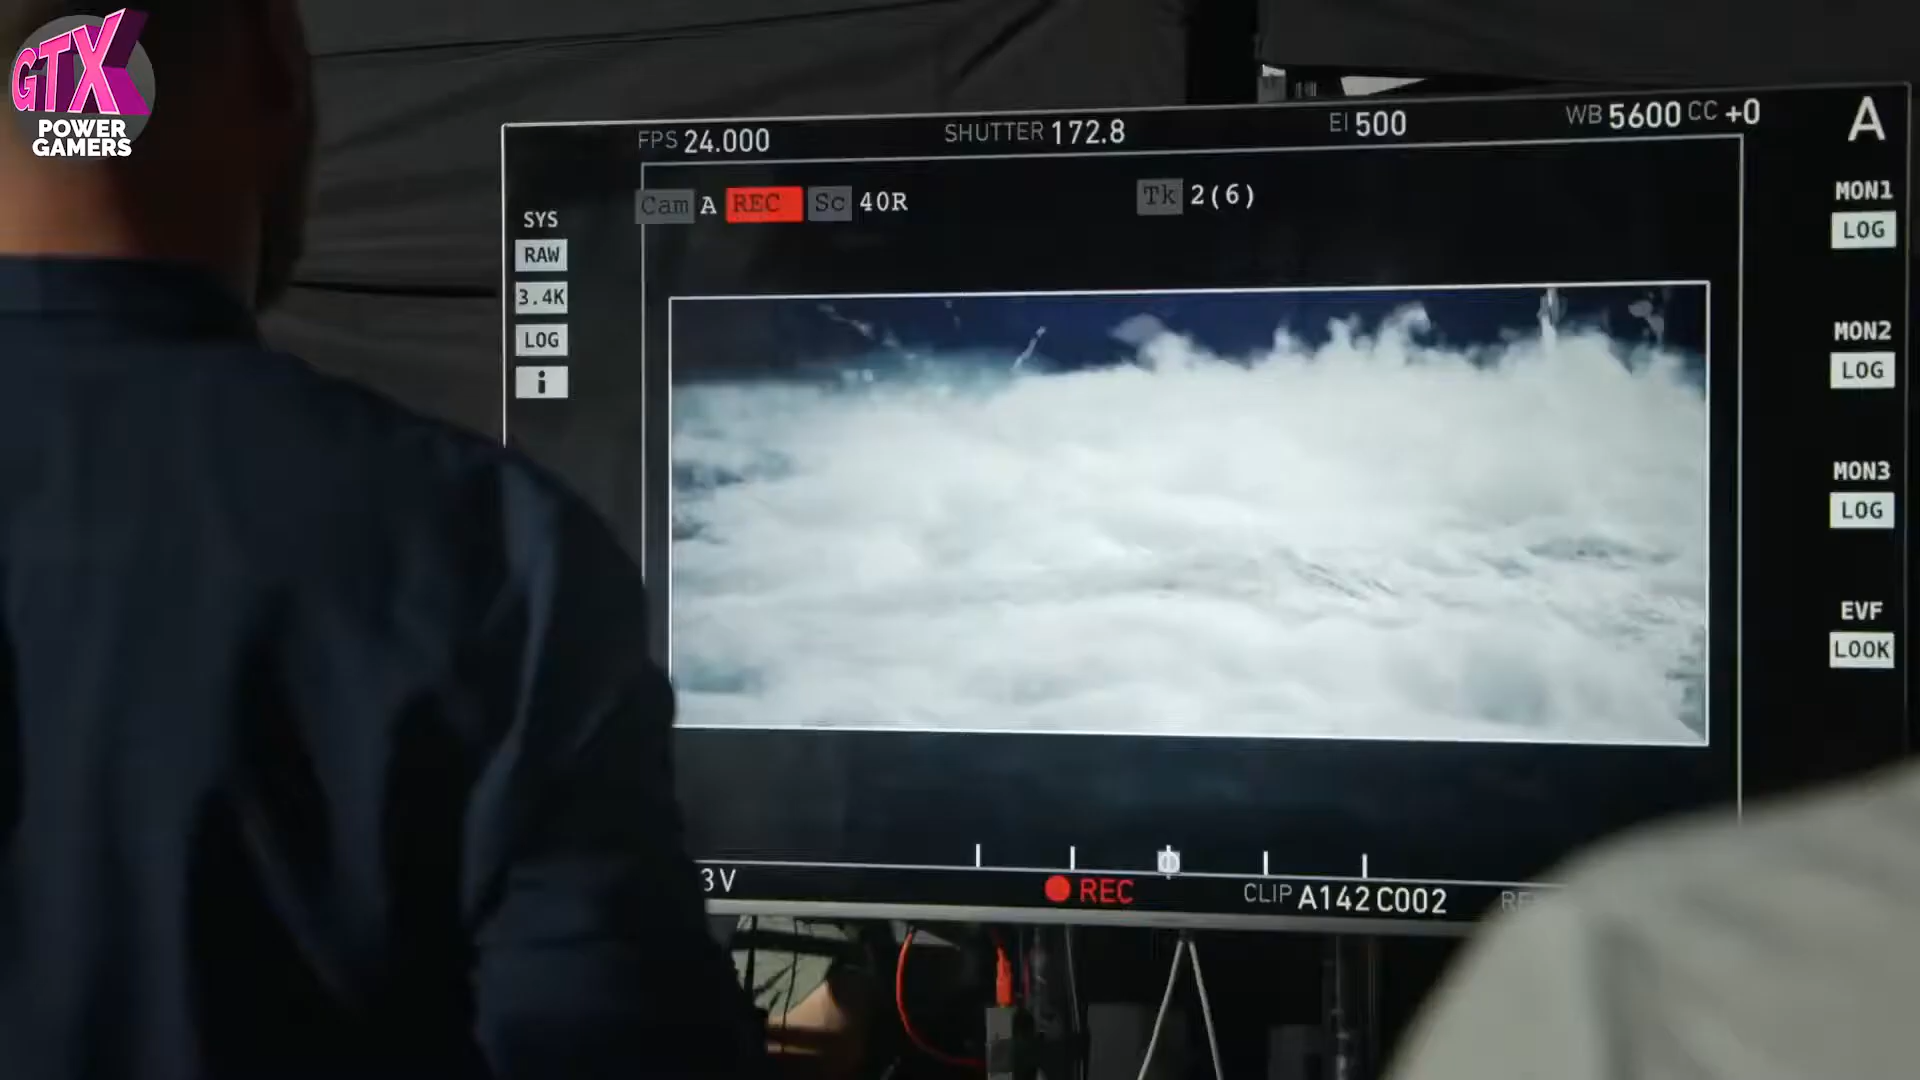 GTX
POWER
GAMERS
FPS 24.000
SHUTTER 172.8
EI 500
WB 5600 CC +0
A
Cam A REC Sc 40R
Tk 2(6)
SYS
RAW
3.4K
LOG
i
MON1
LOG
MON2
LOG
MON3
LOG
EVF
LOOK
3V
REC
CLIP A142C002